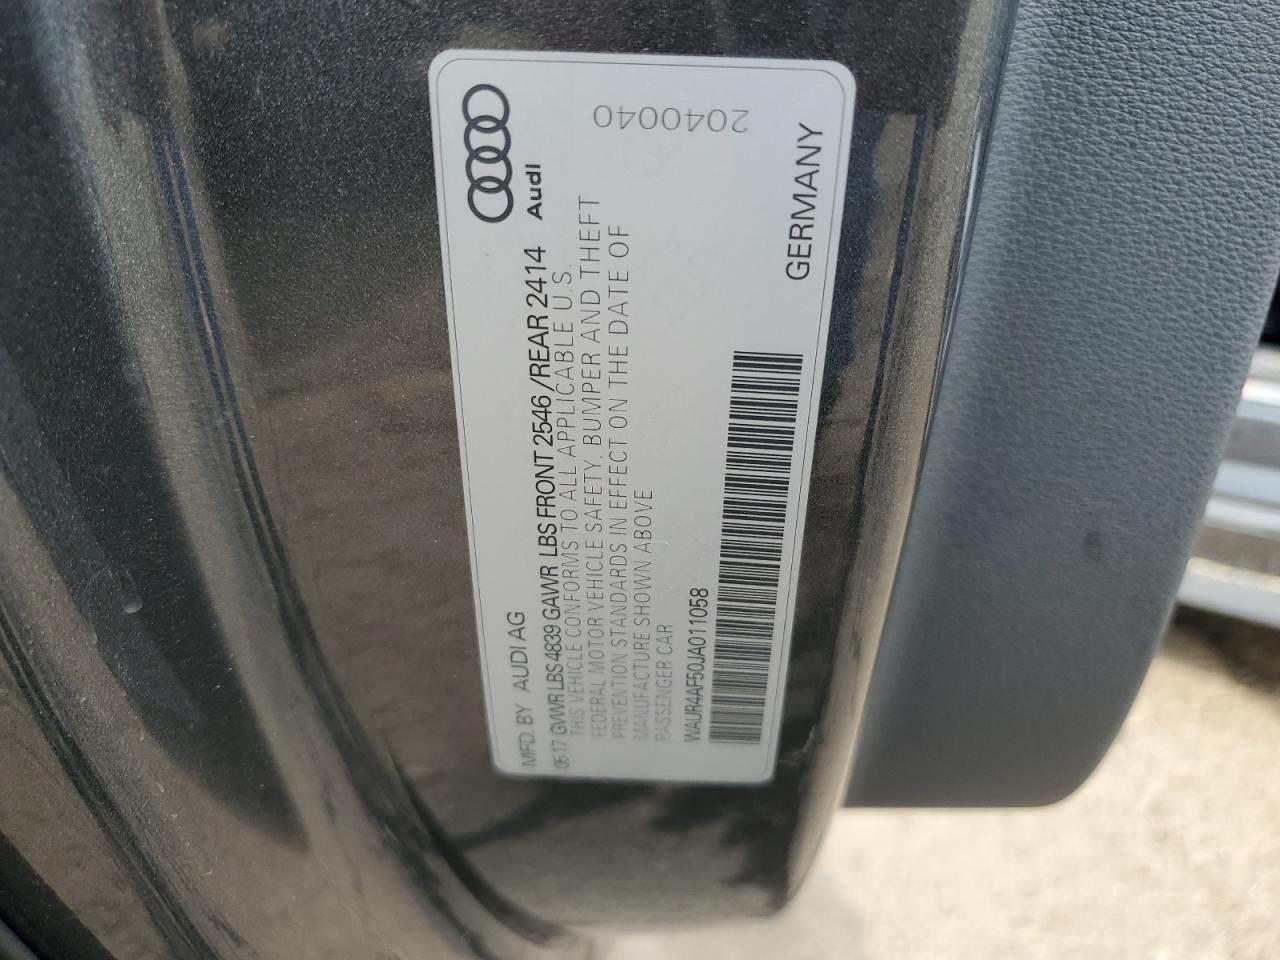 MFD. BY AUDI AG
Audi
0517 GVWR LBS 4839 GAWR LBS FRONT 2546/REAR 2414
THIS VEHICLE CONFORMS TO ALL APPLICABLE U.S.
FEDERAL MOTOR VEHICLE SAFETY, BUMPER AND THEFT
PREVENTION STANDARDS IN EFFECT ON THE DATE OF
MANUFACTURE SHOWN ABOVE
PASSENGER CAR
WAUR4AF50JA011058
GERMANY
2040040